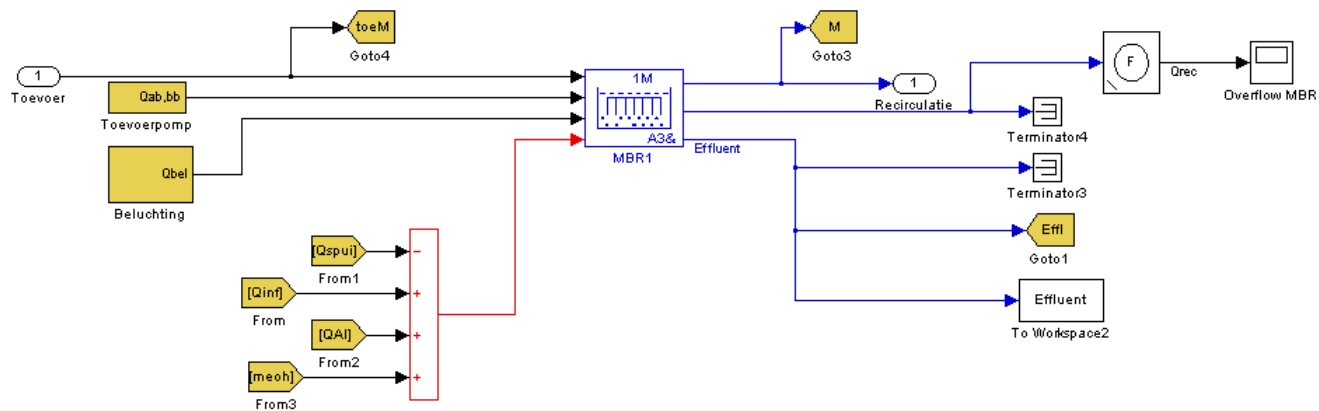 toeM
Goto4
M
Goto3
1
Toevoer
Qab,bb
Toevoerpomp
Qbel
Beluchting
1M
A3&
MBR1
Effluent
1
Recirculatie
F
Qrec
Overflow MBR
Terminator4
Terminator3
Effl
Goto1
Effluent
To Workspace2
[Qspui]
From1
[Qinf]
From
[QAl]
From2
[meoh]
From3
−
+
+
+